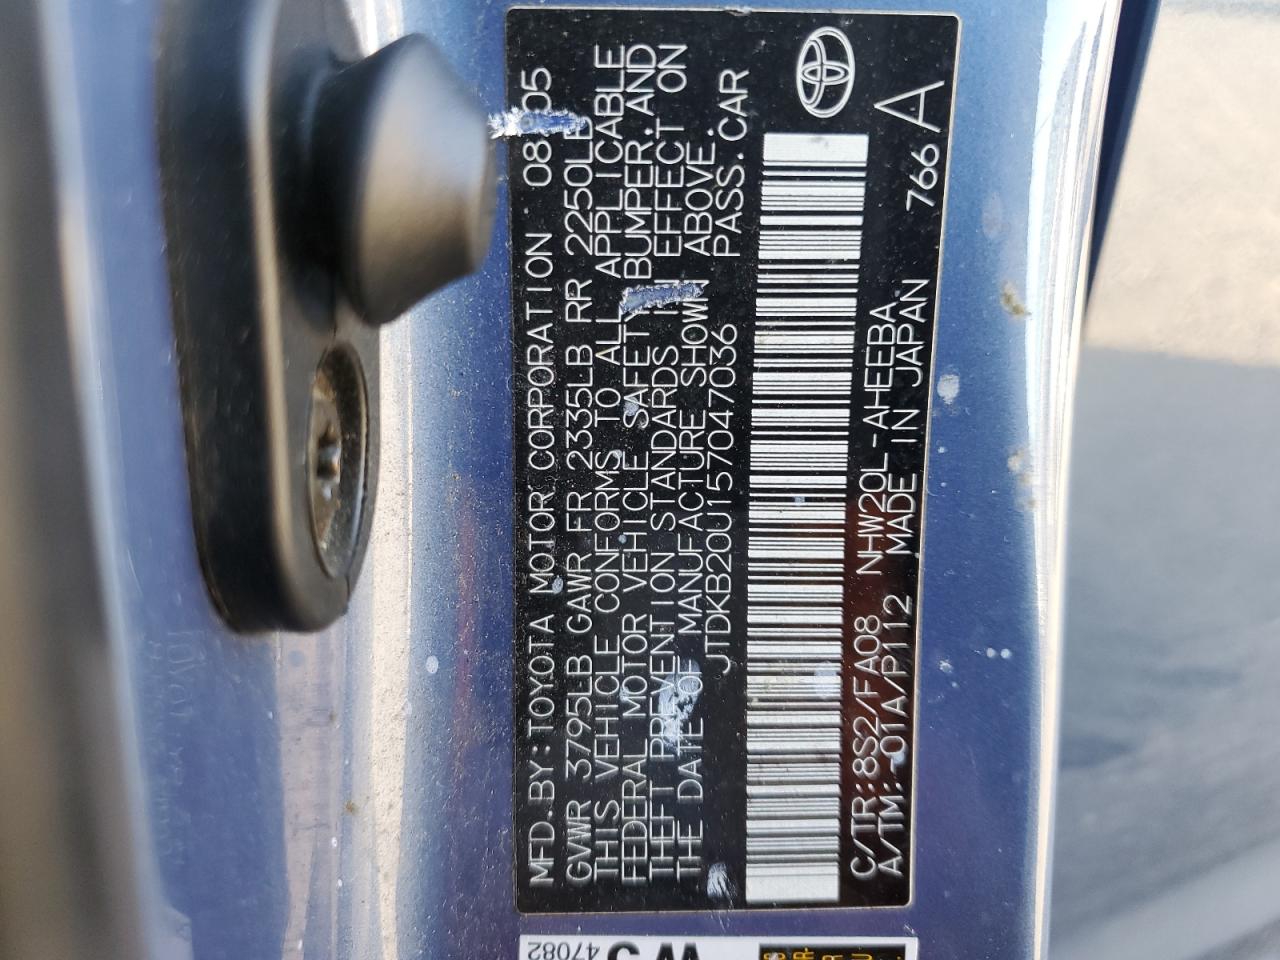 MFD.BY:TOYOTA MOTOR CORPORATION 08/05
GVWR 3795LB GAWR FR 2335LB RR 2250LB
THIS VEHICLE CONFORMS TO ALL APPLICABLE
FEDERAL MOTOR VEHICLE SAFETY, BUMPER, AND
THEFT PREVENTION STANDARDS IN EFFECT ON
THE DATE OF MANUFACTURE SHOWN ABOVE.
JTDKB20U157047036 PASS.CAR
C/TR:8S2/FA08 NHW20L-AHEEBA 766 A
A/TM:-01A/P112 MADE IN JAPAN
47082